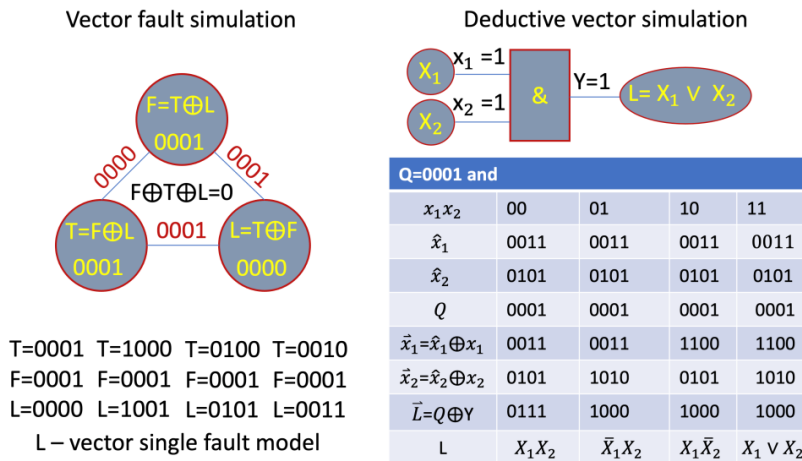 Vector fault simulation
F=T⊕L
0001
0000
0001
F⊕T⊕L=0
T=F⊕L
0001
0001
L=T⊕F
0000
T=0001 T=1000 T=0100 T=0010
F=0001 F=0001 F=0001 F=0001
L=0000 L=1001 L=0101 L=0011
L – vector single fault model
Deductive vector simulation
X₁
x₁ =1
X₂
x₂ =1
&
Y=1
L= X₁ ∨ X₂
Q=0001 and
x₁x₂ 00 01 10 11
x̂₁ 0011 0011 0011 0011
x̂₂ 0101 0101 0101 0101
Q 0001 0001 0001 0001
x⃗₁=x̂₁⊕x₁ 0011 0011 1100 1100
x⃗₂=x̂₂⊕x₂ 0101 1010 0101 1010
L⃗=Q⊕Y 0111 1000 1000 1000
L X₁X₂ X̄₁X₂ X₁X̄₂ X₁ ∨ X₂